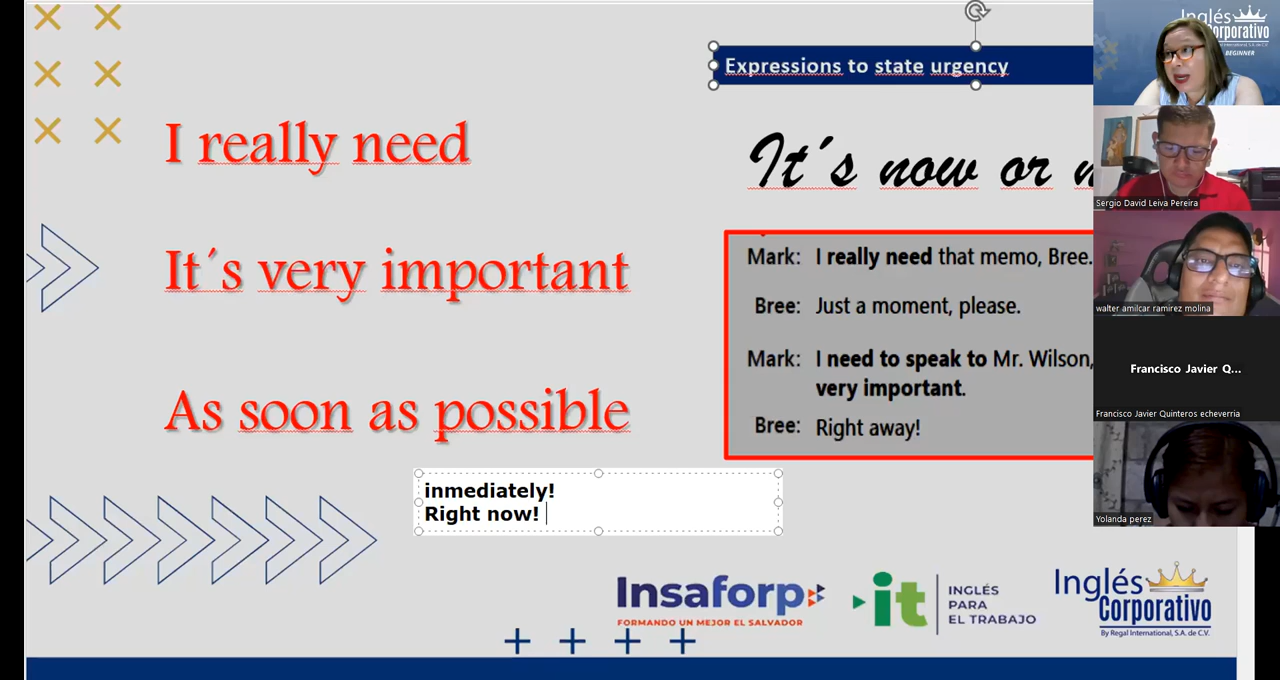 Expressions to state urgency
I really need
It´s very important
As soon as possible
It´s now or
Mark: I really need that memo, Bree.
Bree: Just a moment, please.
Mark: I need to speak to Mr. Wilson,
very important.
Bree: Right away!
inmediately!
Right now!
Insaforp
FORMANDO UN MEJOR EL SALVADOR
it
INGLÉS
PARA
EL TRABAJO
Inglés
Corporativo
By Regal International, S.A. de C.V.
Inglés
Corporativo
BEGINNER
Sergio David Leiva Pereira
walter amilcar ramirez molina
Francisco Javier Q...
Francisco Javier Quinteros echeverria
Yolanda perez